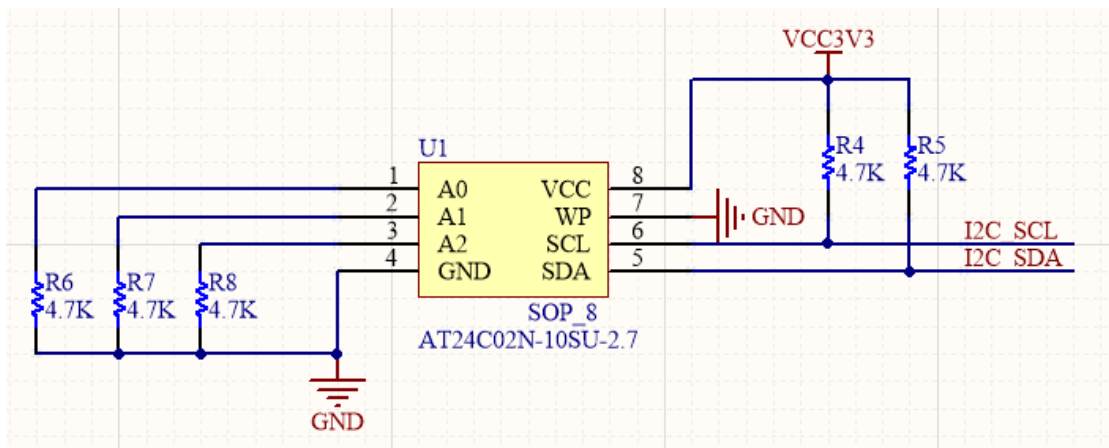 VCC3V3
U1
R4
4.7K
R5
4.7K
1 A0 VCC 8
2 A1 WP 7 GND
3 A2 SCL 6 I2C_SCL
4 GND SDA 5 I2C_SDA
R6
4.7K
R7
4.7K
R8
4.7K
SOP_8
AT24C02N-10SU-2.7
GND